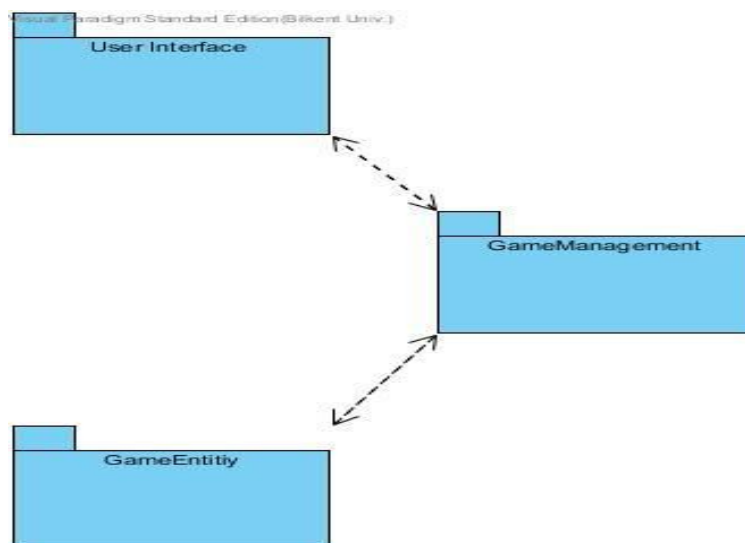 Visual Paradigm Standard Edition(Bilkent Univ.)
User Interface
GameManagement
GameEntitiy